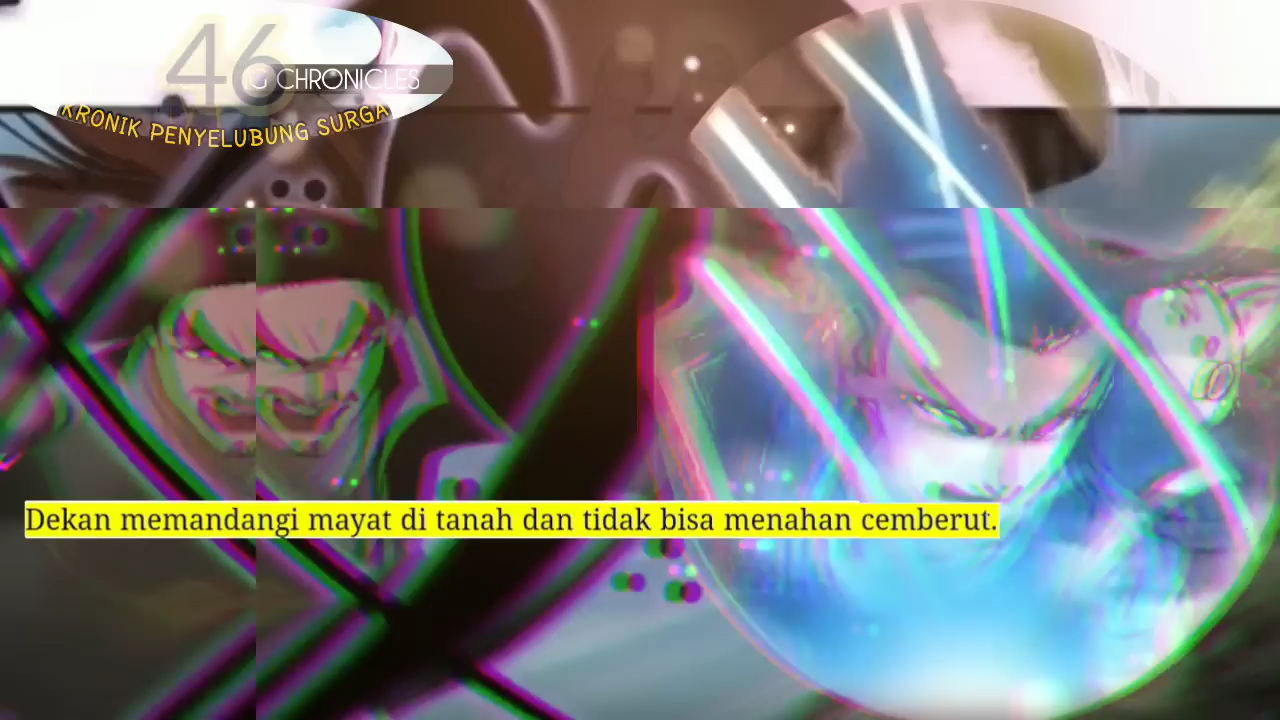 46
G CHRONICLES
KRONIK PENYELUBUNG SURGA
Dekan memandangi mayat di tanah dan tidak bisa menahan cemberut.